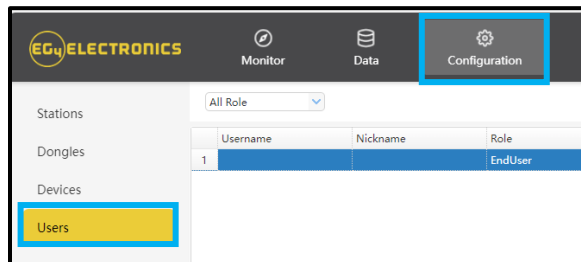 EG4 ELECTRONICS
Monitor
Data
Configuration
Stations
Dongles
Devices
Users
All Role
Username Nickname Role
1 EndUser